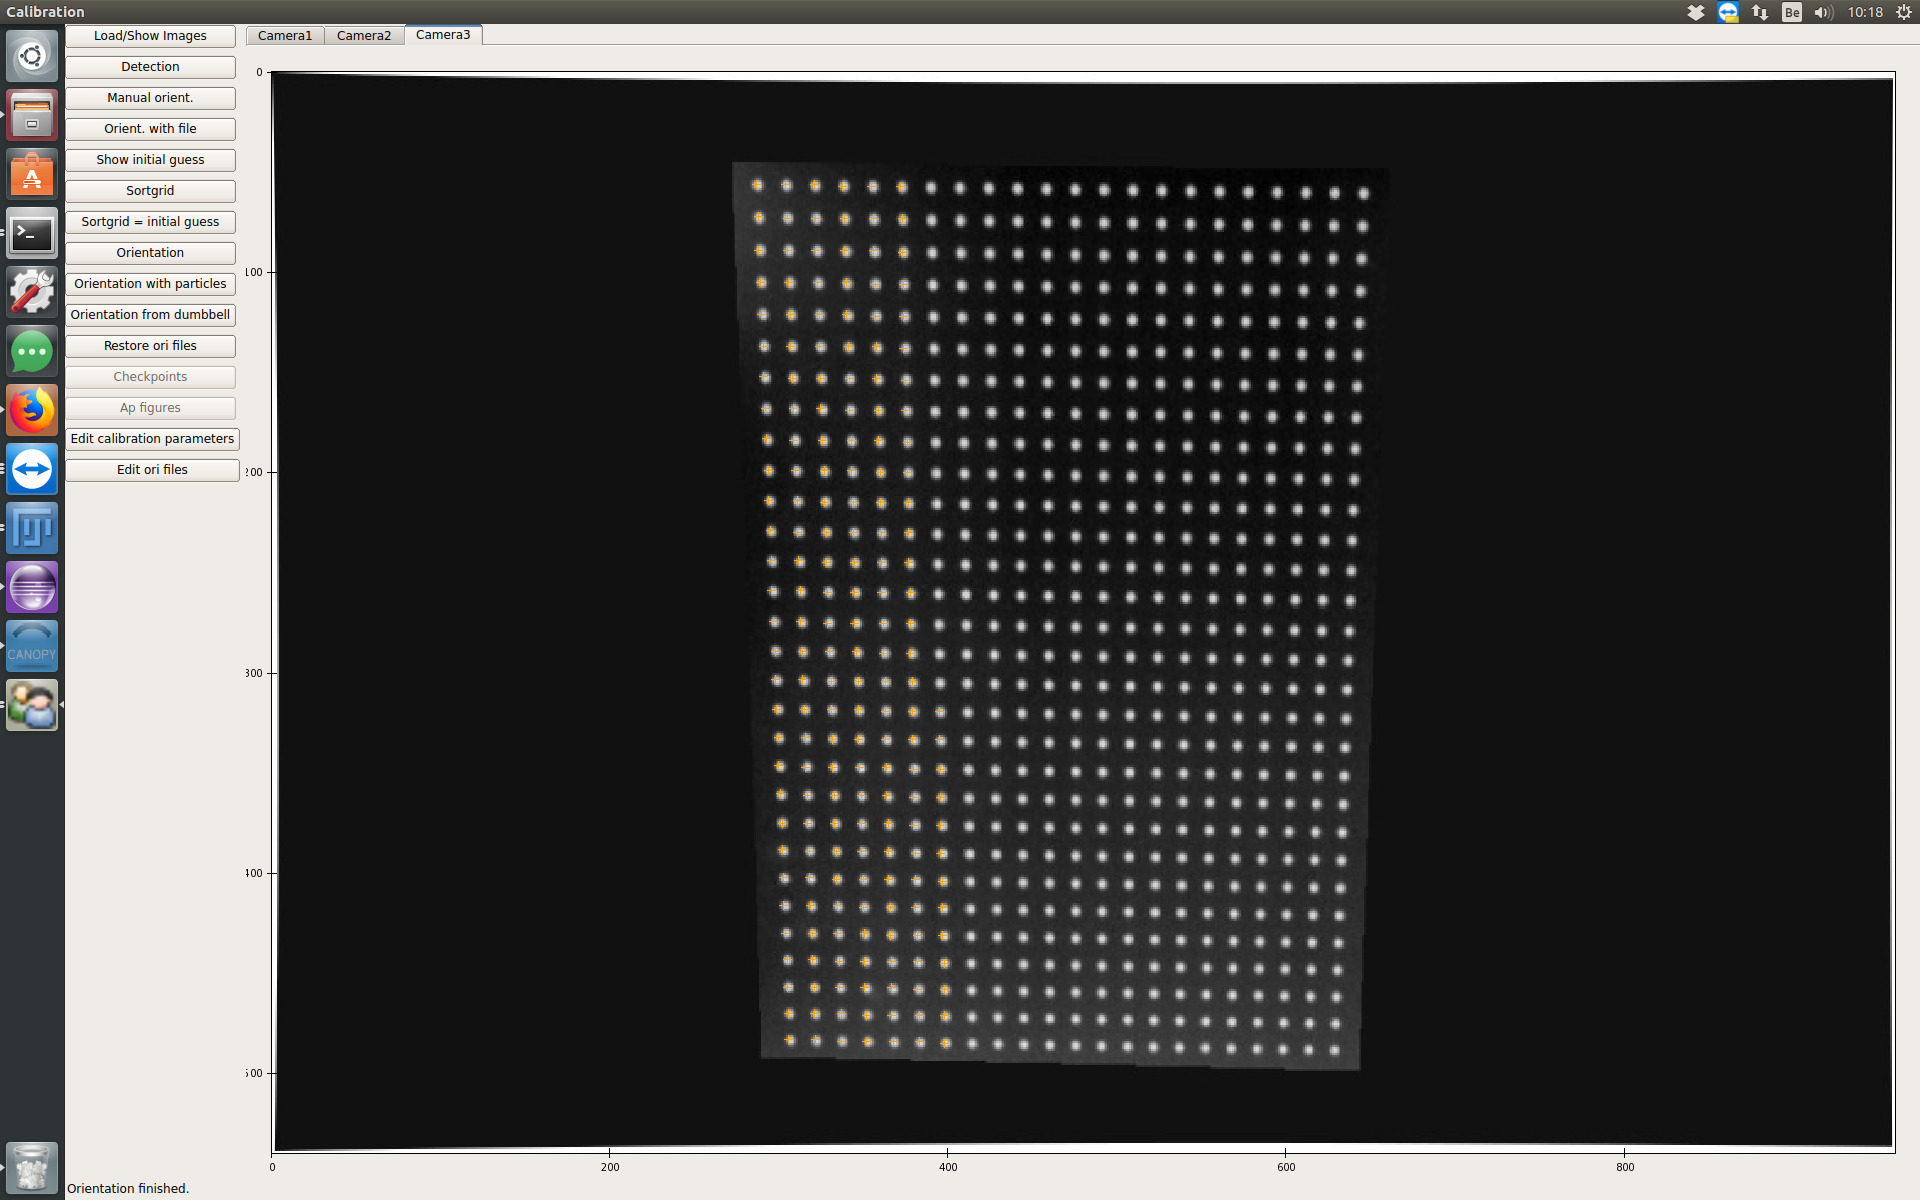 Calibration
Be
10:18
Load/Show Images
Detection
Manual orient.
Orient. with file
Show initial guess
Sortgrid
Sortgrid = initial guess
Orientation
Orientation with particles
Orientation from dumbbell
Restore ori files
Checkpoints
Ap figures
Edit calibration parameters
Edit ori files
Camera1 Camera2 Camera3
0
100
200
300
400
500
0 200 400 600 800
CANOPY
Orientation finished.